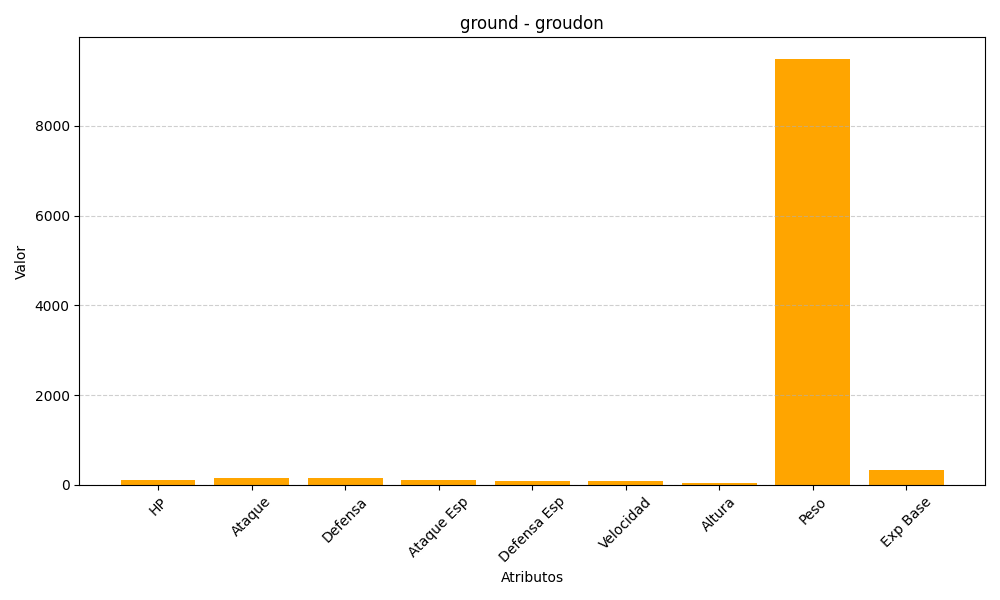 ground - groudon
Valor
8000
6000
4000
2000
0
HP
Ataque
Defensa
Ataque Esp
Defensa Esp
Velocidad
Altura
Peso
Exp Base
Atributos